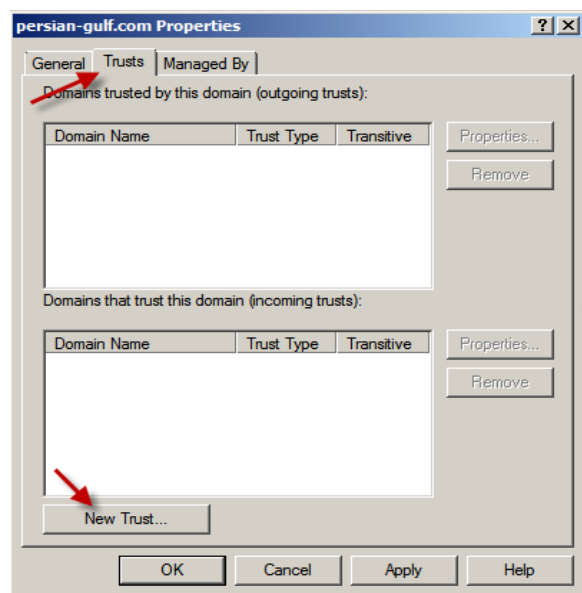 persian-gulf.com Properties ? X
General Trusts Managed By
Domains trusted by this domain (outgoing trusts):
Domain Name Trust Type Transitive Properties...
Remove
Domains that trust this domain (incoming trusts):
Domain Name Trust Type Transitive Properties...
Remove
New Trust...
OK Cancel Apply Help